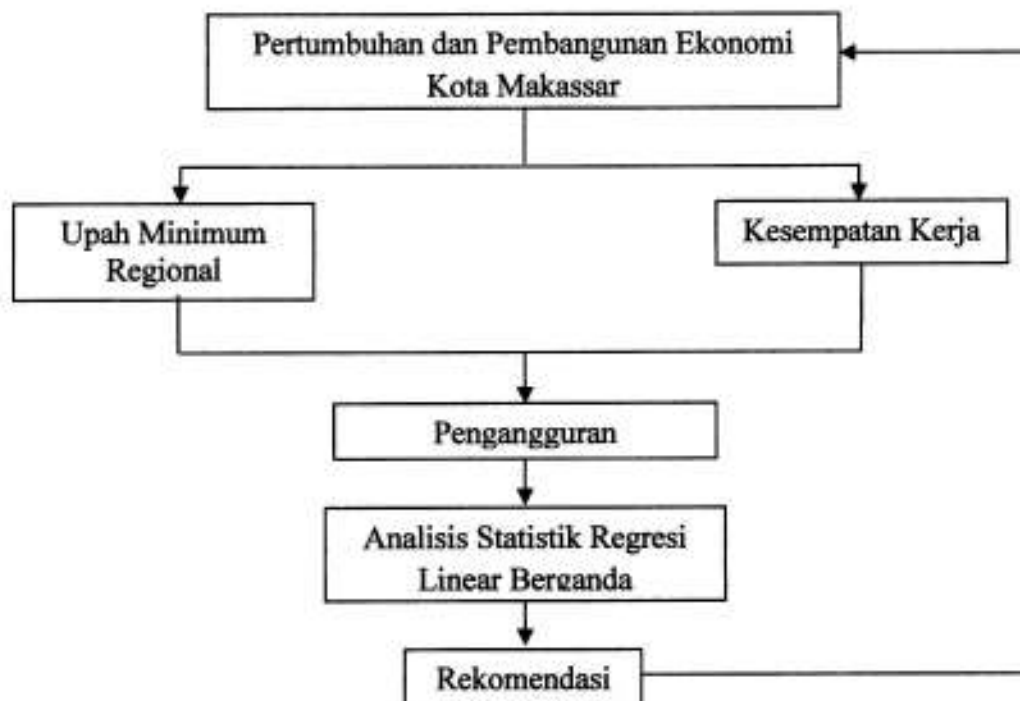 Pertumbuhan dan Pembangunan Ekonomi
Kota Makassar
Upah Minimum
Regional
Kesempatan Kerja
Pengangguran
Analisis Statistik Regresi
Linear Berganda
Rekomendasi